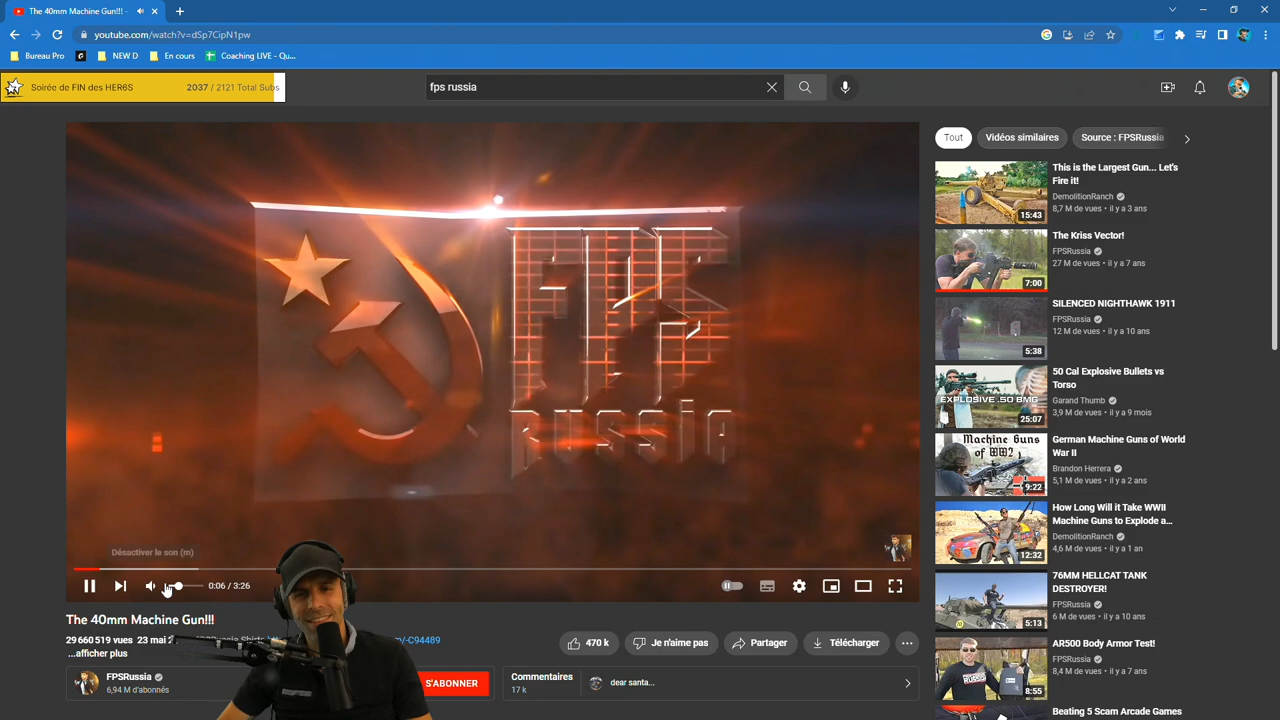 The 40mm Machine Gun!!! -
youtube.com/watch?v=dSp7CipN1pw
Bureau Pro
NEW D
En cours
Coaching LIVE - Qu...
Soirée de FIN des HER6S
2037 / 2121 Total Subs
fps russia
FPS
RUSSIA
Désactiver le son (m)
0:06 / 3:26
The 40mm Machine Gun!!!
29 660 519 vues 23 mai
...afficher plus
/-C94489
470 k
Je n'aime pas
Partager
Télécharger
FPSRussia
6,94 M d'abonnés
S'ABONNER
Commentaires
17 k
dear santa...
Tout
Vidéos similaires
Source : FPSRussia
This is the Largest Gun... Let's
Fire it!
DemolitionRanch
8,7 M de vues • il y a 3 ans
15:43
The Kriss Vector!
FPSRussia
27 M de vues • il y a 7 ans
7:00
SILENCED NIGHTHAWK 1911
FPSRussia
12 M de vues • il y a 10 ans
5:38
50 Cal Explosive Bullets vs
Torso
Garand Thumb
3,9 M de vues • il y a 9 mois
EXPLOSIVE .50 BMG
25:07
German Machine Guns of World
War II
Brandon Herrera
5,1 M de vues • il y a 2 ans
Machine Guns
of WW2
9:22
How Long Will it Take WWII
Machine Guns to Explode a...
DemolitionRanch
4,6 M de vues • il y a 1 an
12:32
76MM HELLCAT TANK
DESTROYER!
FPSRussia
6 M de vues • il y a 10 ans
5:13
AR500 Body Armor Test!
FPSRussia
7,4 M de vues • il y a 10 ans
8:55
Beating 5 Scam Arcade Games